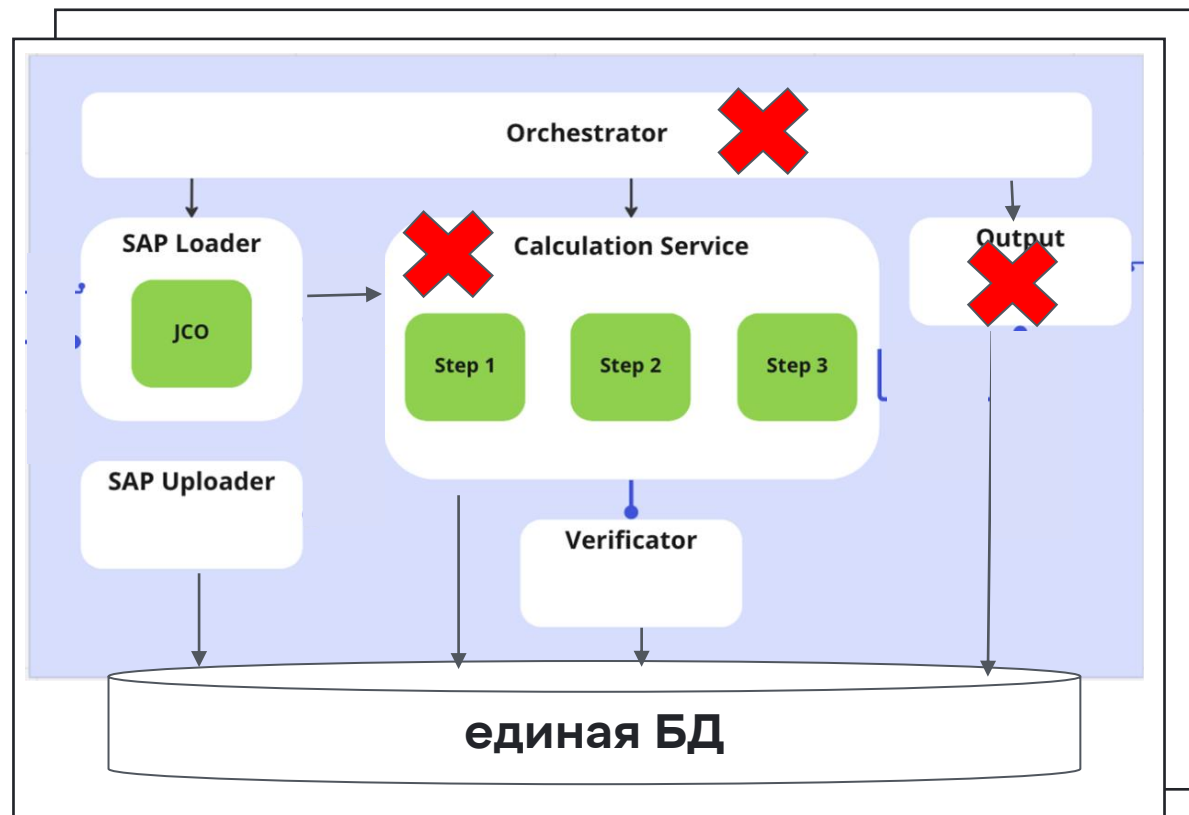 Orchestrator
SAP Loader
JCO
Calculation Service
Step 1
Step 2
Step 3
Output
SAP Uploader
Verificator
единая БД